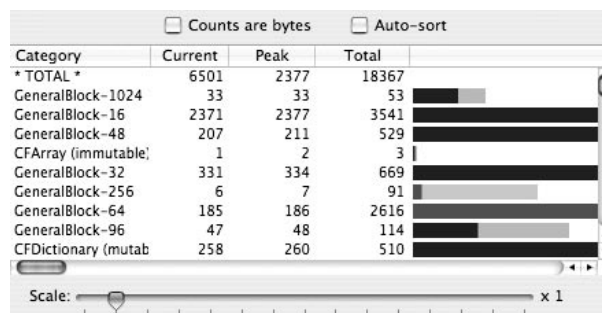 Counts are bytes Auto-sort
Category Current Peak Total
* TOTAL * 6501 2377 18367
GeneralBlock-1024 33 33 53
GeneralBlock-16 2371 2377 3541
GeneralBlock-48 207 211 529
CFArray (immutable) 1 2 3
GeneralBlock-32 331 334 669
GeneralBlock-256 6 7 91
GeneralBlock-64 185 186 2616
GeneralBlock-96 47 48 114
CFDictionary (mutab 258 260 510
Scale: x 1